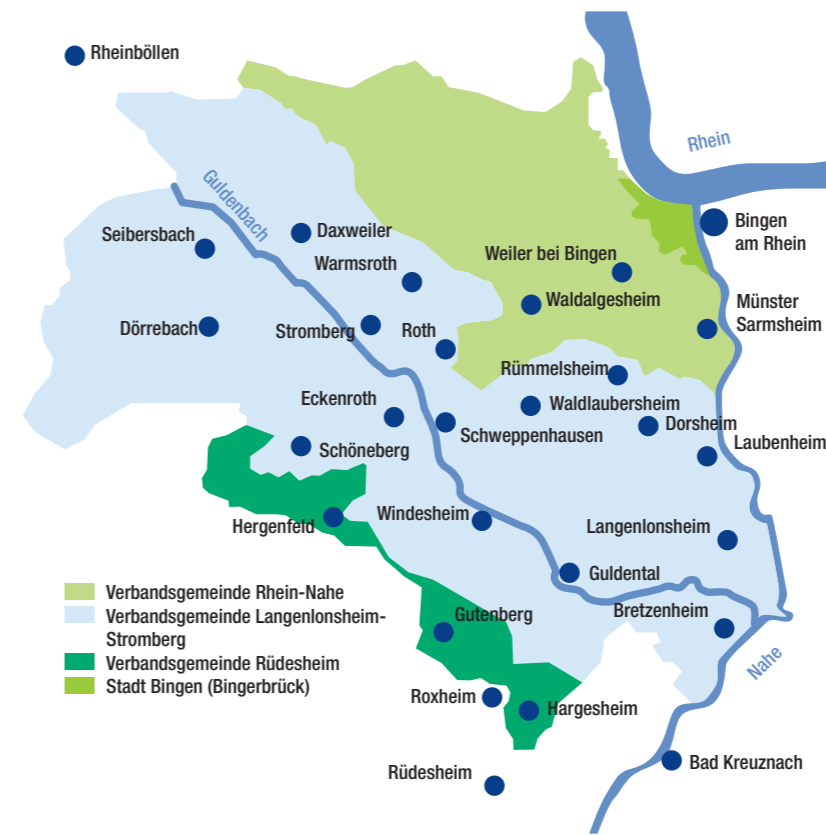 Rheinböllen
Rhein
Guldenbach
Bingen
am Rhein
Seibersbach
Daxweiler
Weiler bei Bingen
Warmsroth
Waldalgesheim
Münster
Sarmsheim
Dörrebach
Stromberg
Roth
Rümmelsheim
Eckenroth
Waldlaubersheim
Dorsheim
Schweppenhausen
Laubenheim
Schöneberg
Windesheim
Hergenfeld
Langenlonsheim
Guldental
Verbandsgemeinde Rhein-Nahe
Verbandsgemeinde Langenlonsheim-
Stromberg
Verbandsgemeinde Rüdesheim
Stadt Bingen (Bingerbrück)
Gutenberg
Bretzenheim
Nahe
Roxheim
Hargesheim
Rüdesheim
Bad Kreuznach